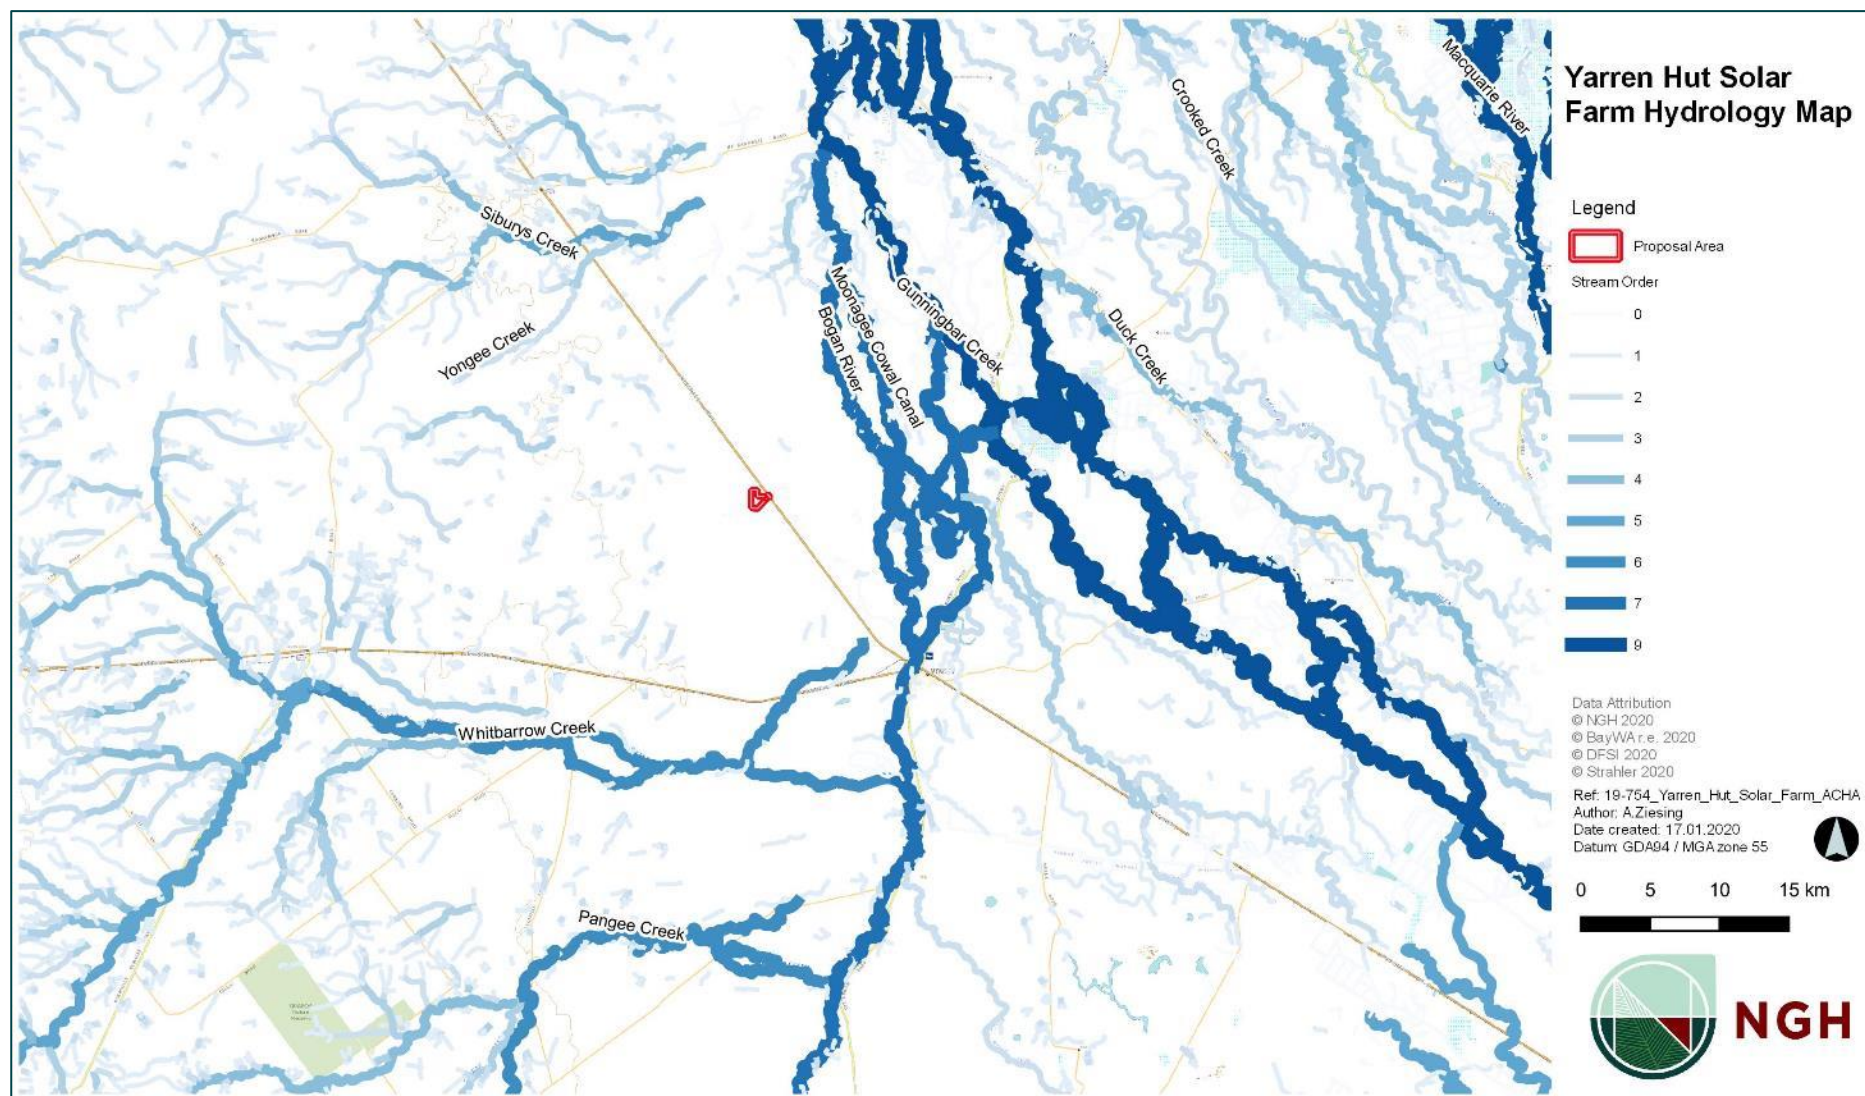 Yarren Hut Solar
Farm Hydrology Map
Legend
Proposal Area
Stream Order
0
1
2
3
4
5
6
7
9
Data Attribution
© NGH 2020
© BayWA r.e. 2020
© DFSI 2020
© Strahler 2020
Ref: 19-754_Yarren_Hut_Solar_Farm_ACHA
Author: A.Ziesing
Date created: 17.01.2020
Datum: GDA94 / MGA zone 55
0 5 10 15 km
NGH
Macquarie River
Crooked Creek
Siburys Creek
Yongee Creek
Moonagee Cowal Canal
Bogan River
Gunningbar Creek
Duck Creek
Whitbarrow Creek
Pangee Creek